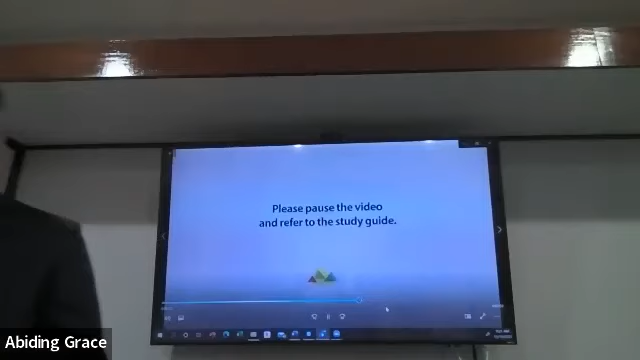 Please pause the video
and refer to the study guide.
Abiding Grace